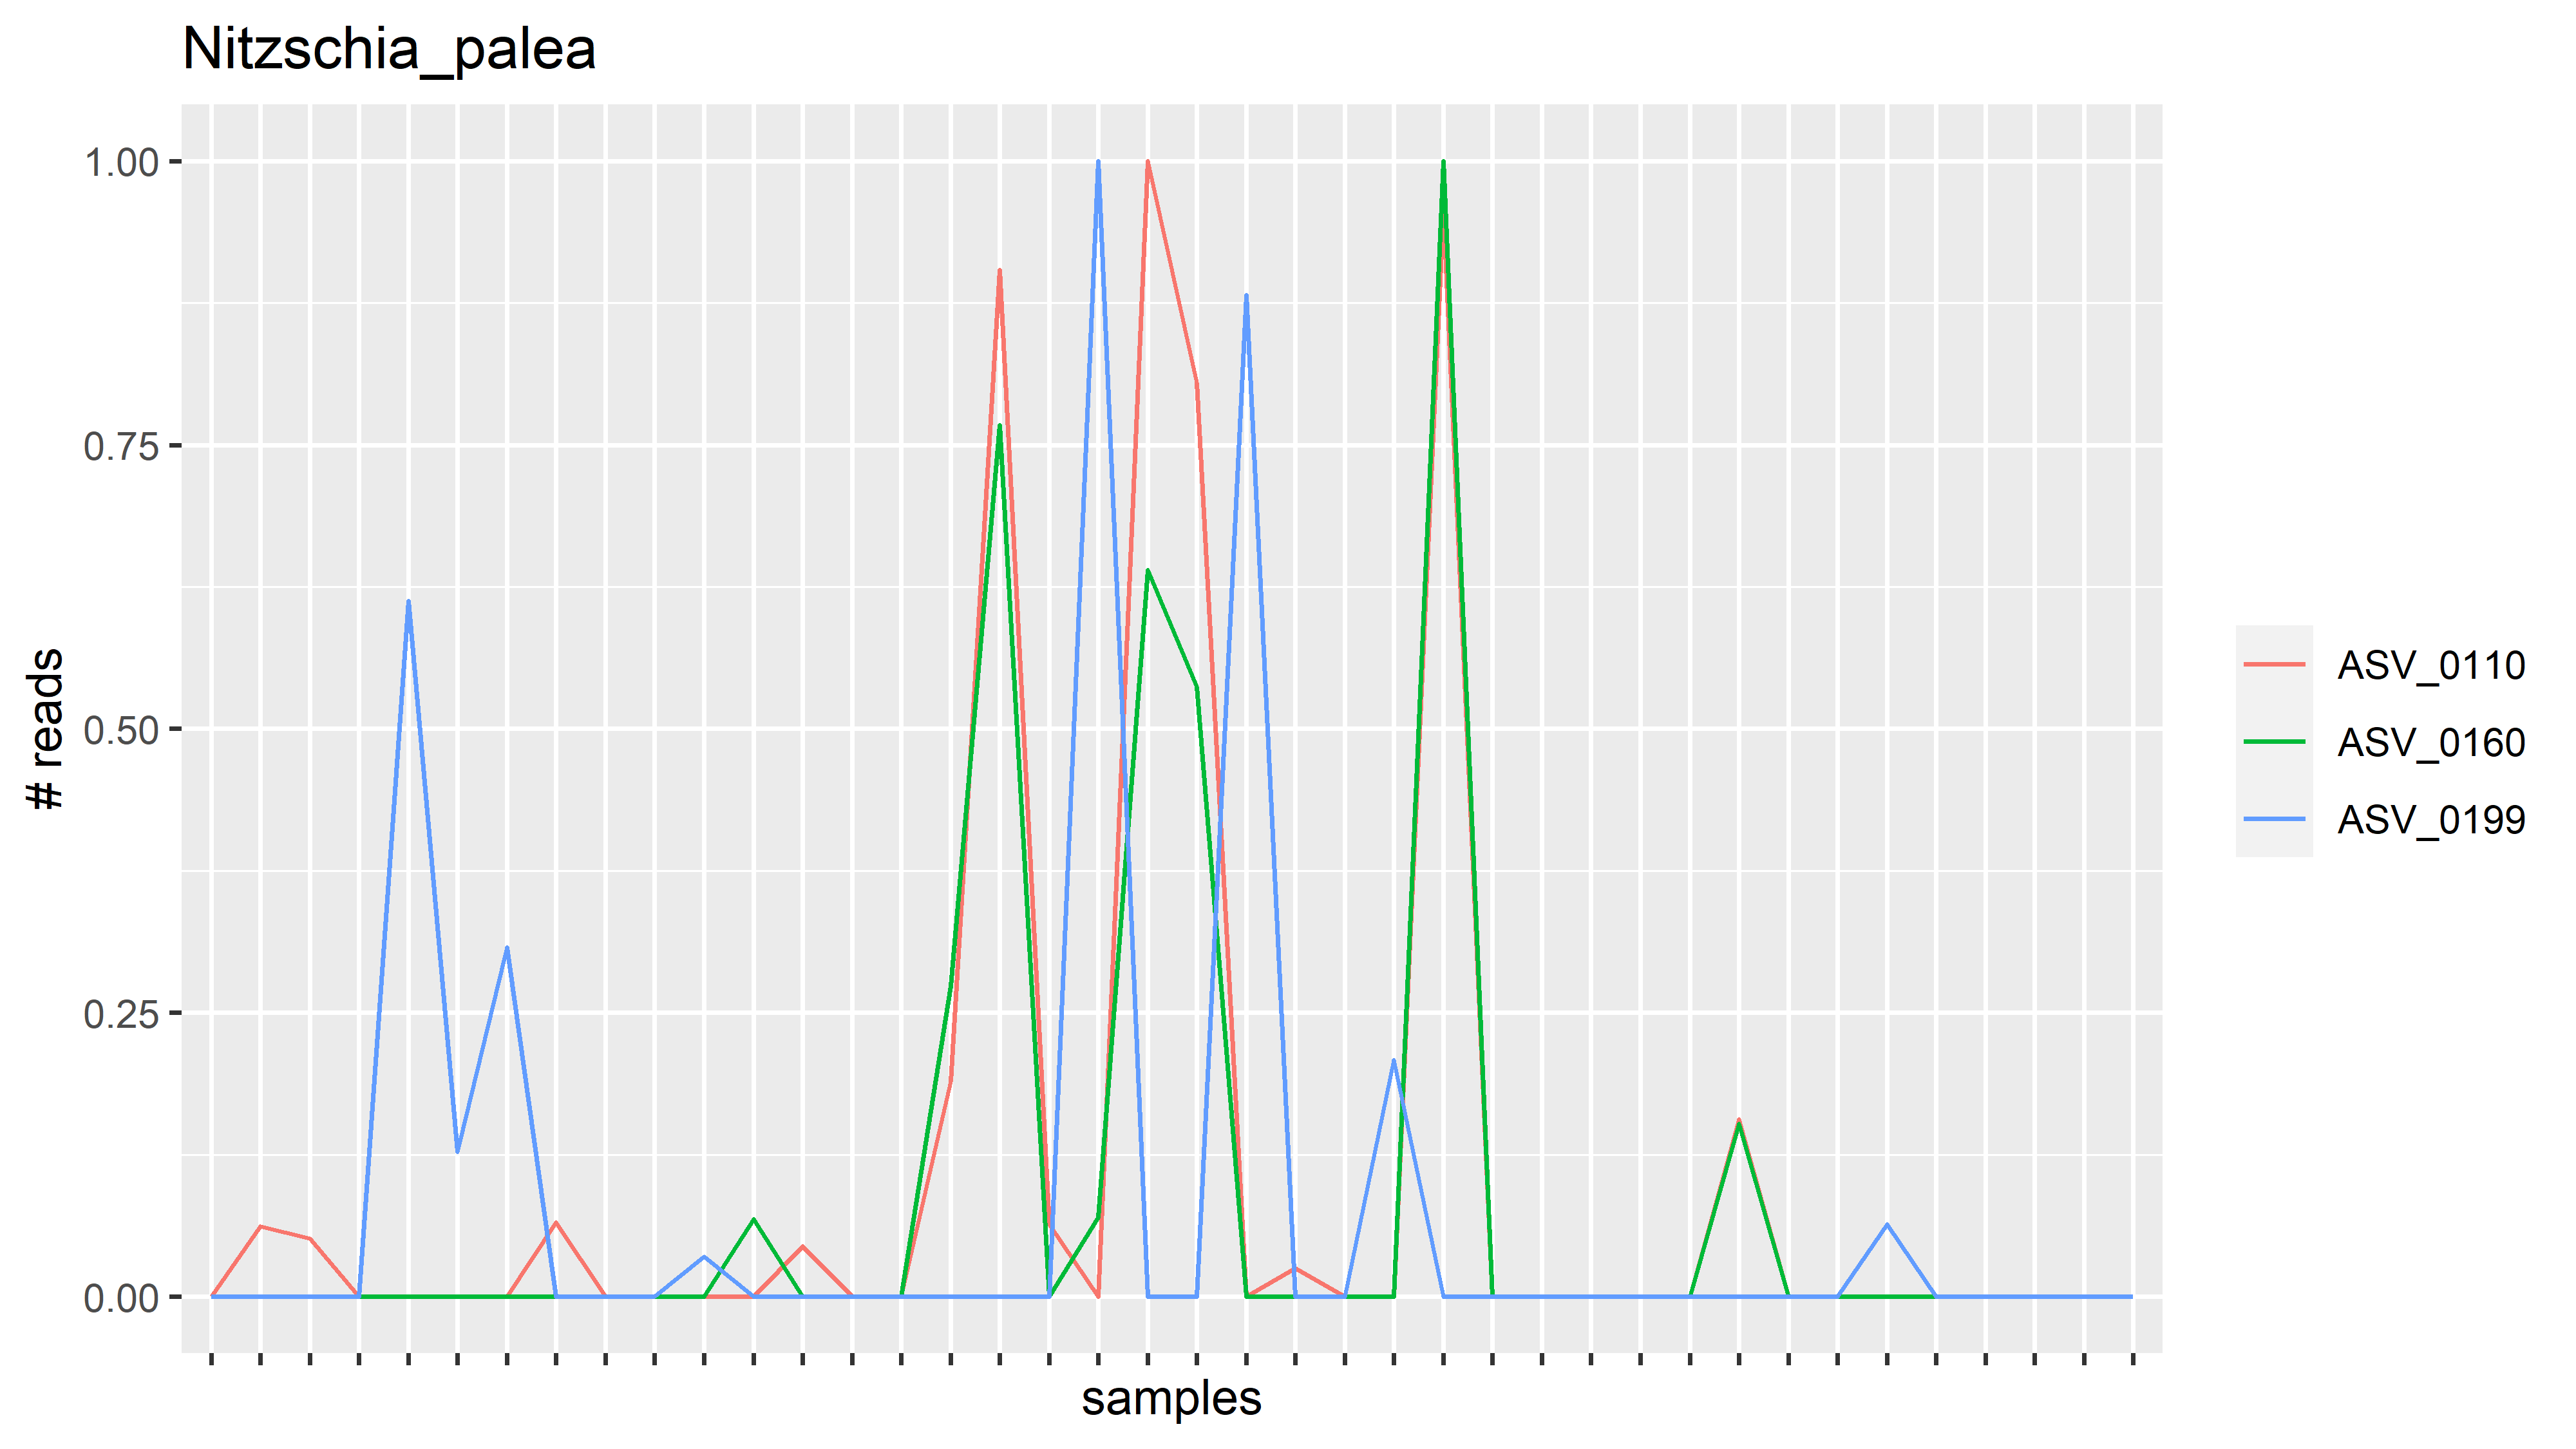 Nitzschia_palea
1.00
0.75
0.50
0.25
0.00
# reads
samples
ASV_0110
ASV_0160
ASV_0199